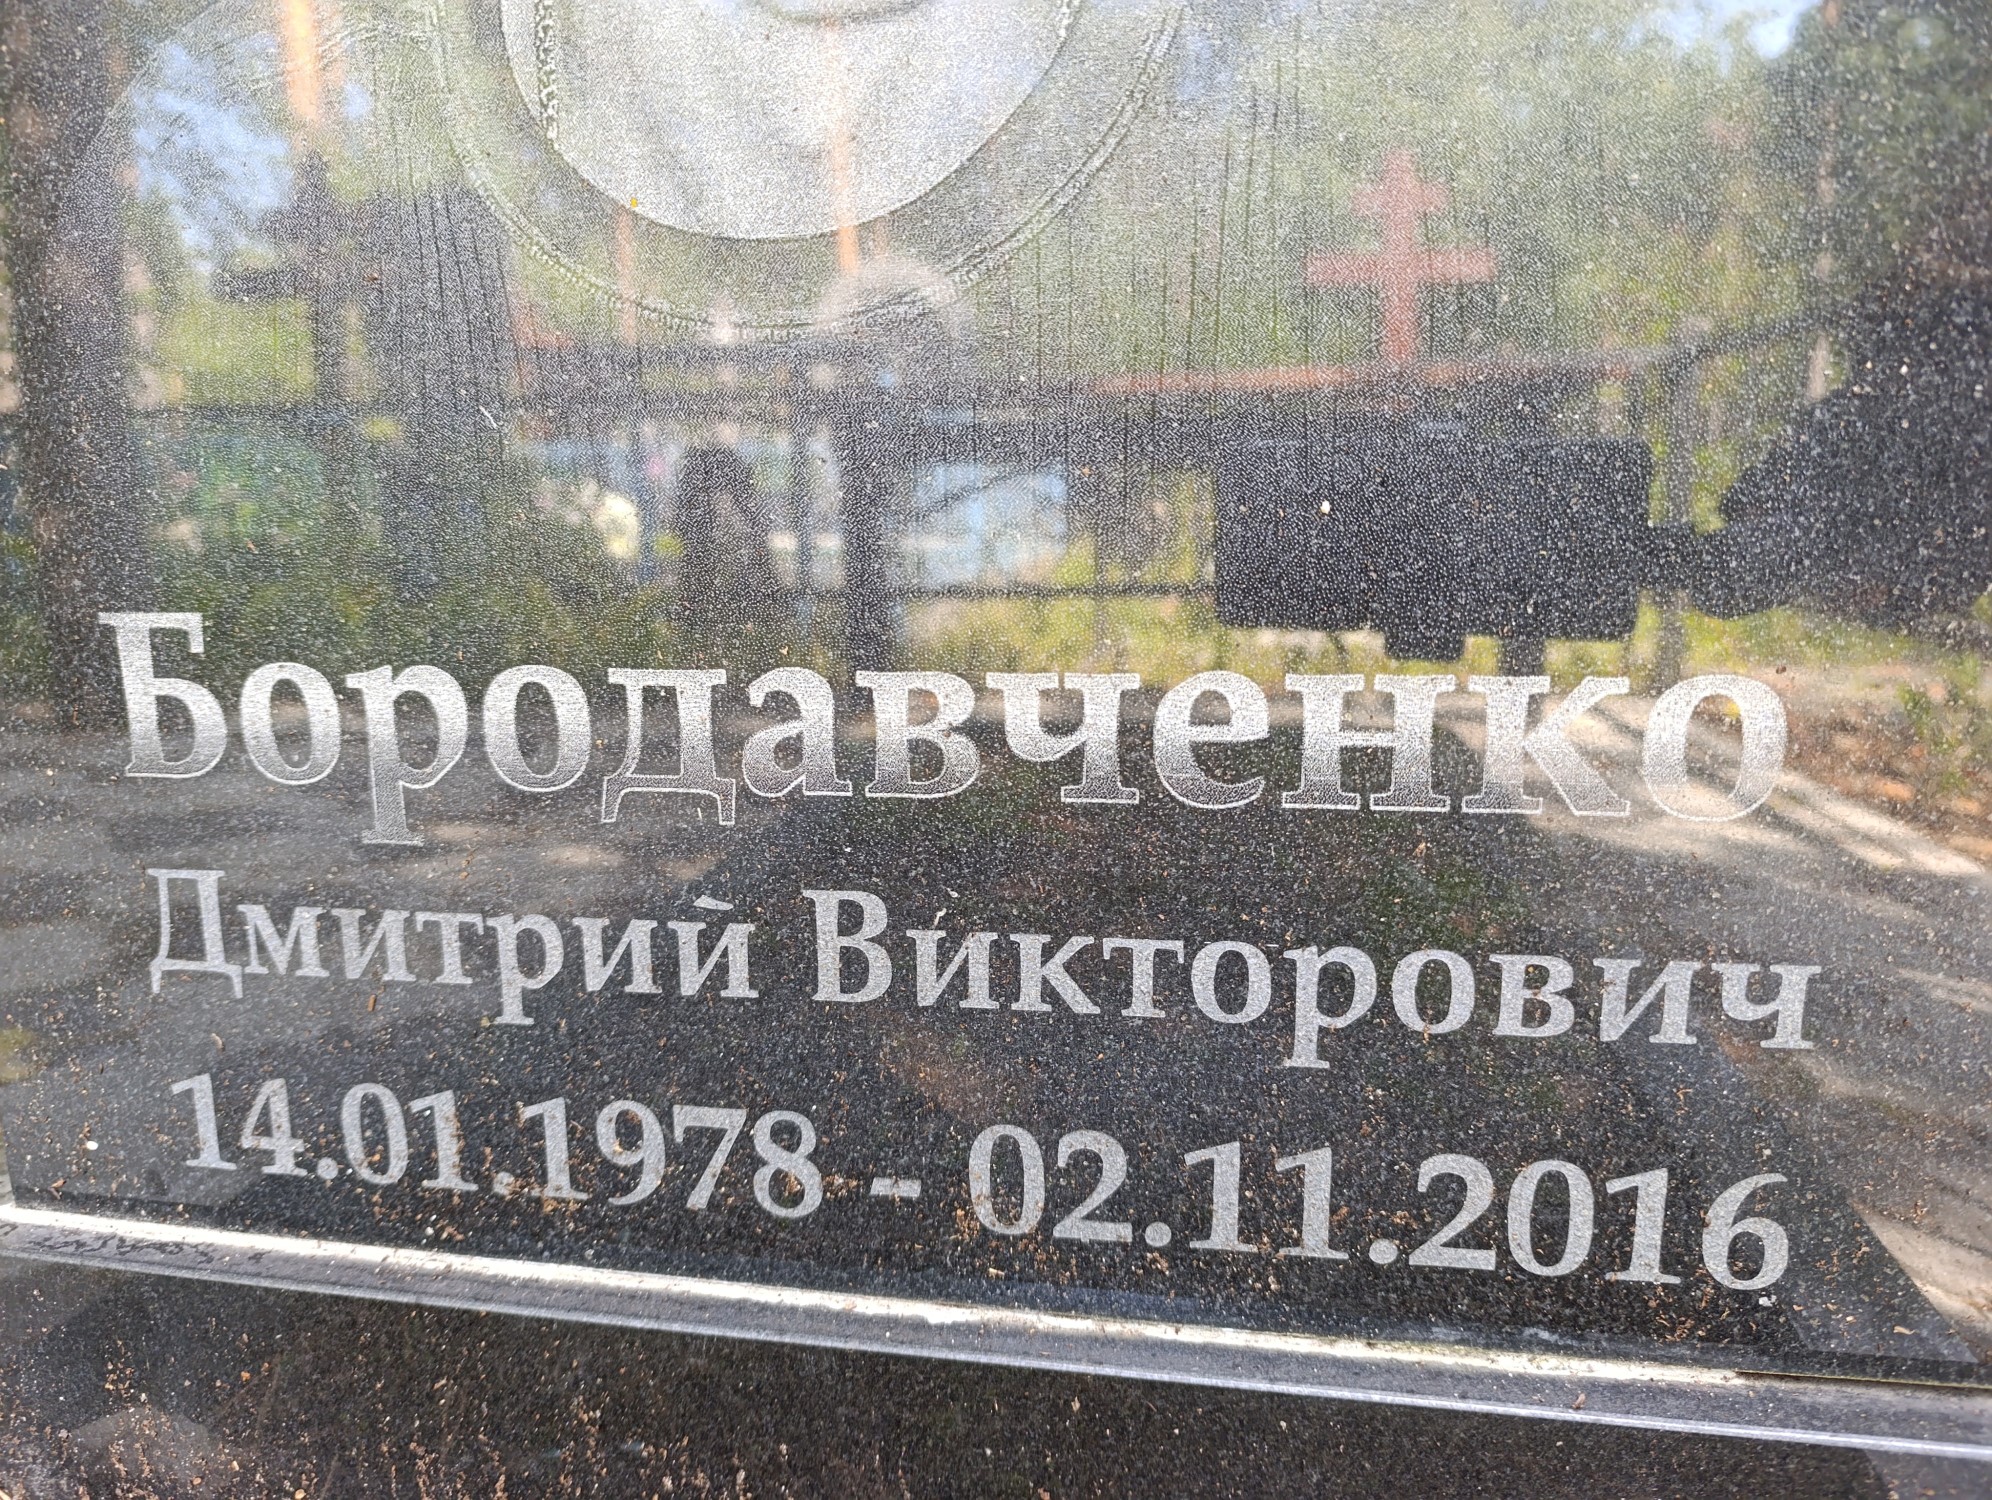 Бородавченко
Дмитрий Викторович
14.01.1978 - 02.11.2016